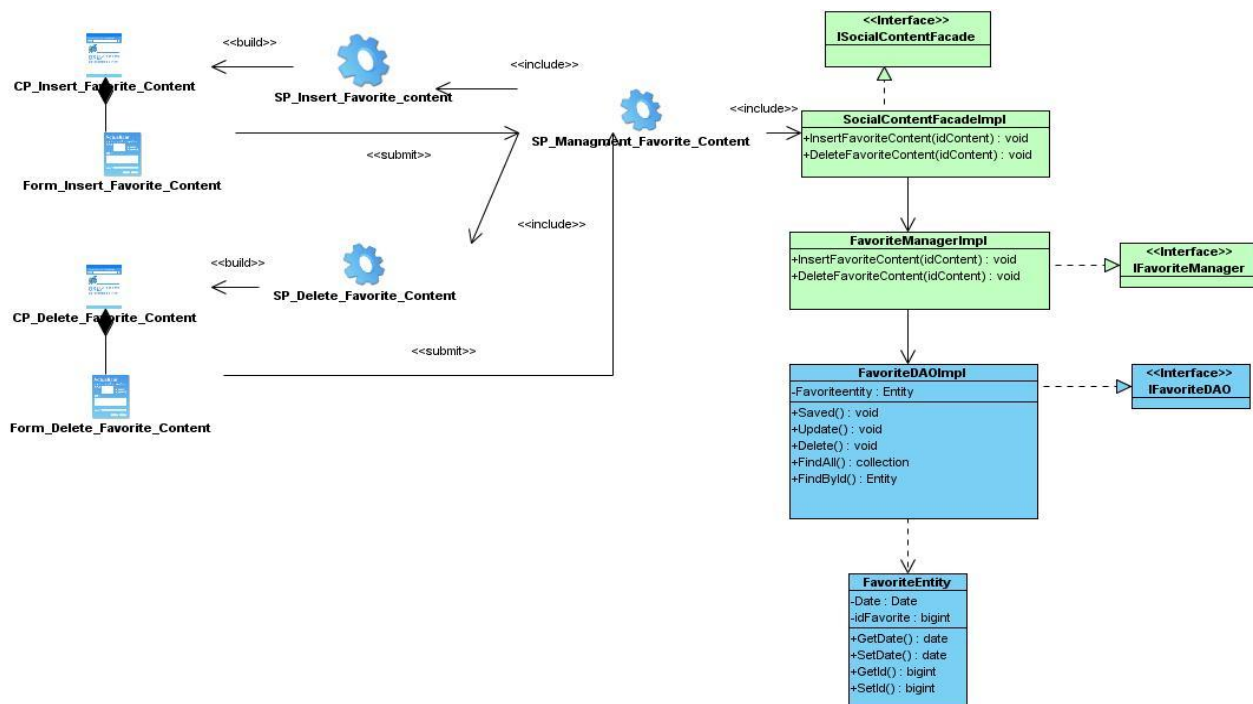 <<Interface>>
ISocialContentFacade
<<build>>
<<include>>
CP_Insert_Favorite_Content
SP_Insert_Favorite_content
<<include>>
SP_Managment_Favorite_Content
SocialContentFacadeImpl
+InsertFavoriteContent(idContent) : void
+DeleteFavoriteContent(idContent) : void
<<submit>>
Form_Insert_Favorite_Content
<<include>>
FavoriteManagerImpl
+InsertFavoriteContent(idContent) : void
+DeleteFavoriteContent(idContent) : void
<<Interface>>
IFavoriteManager
<<build>>
SP_Delete_Favorite_Content
CP_Delete_Favorite_Content
<<submit>>
Form_Delete_Favorite_Content
FavoriteDAOImpl
-Favoriteentity : Entity
+Saved() : void
+Update() : void
+Delete() : void
+FindAll() : collection
+FindById() : Entity
<<Interface>>
IFavoriteDAO
FavoriteEntity
-Date : Date
-idFavorite : bigint
+GetDate() : date
+SetDate() : date
+GetId() : bigint
+SetId() : bigint